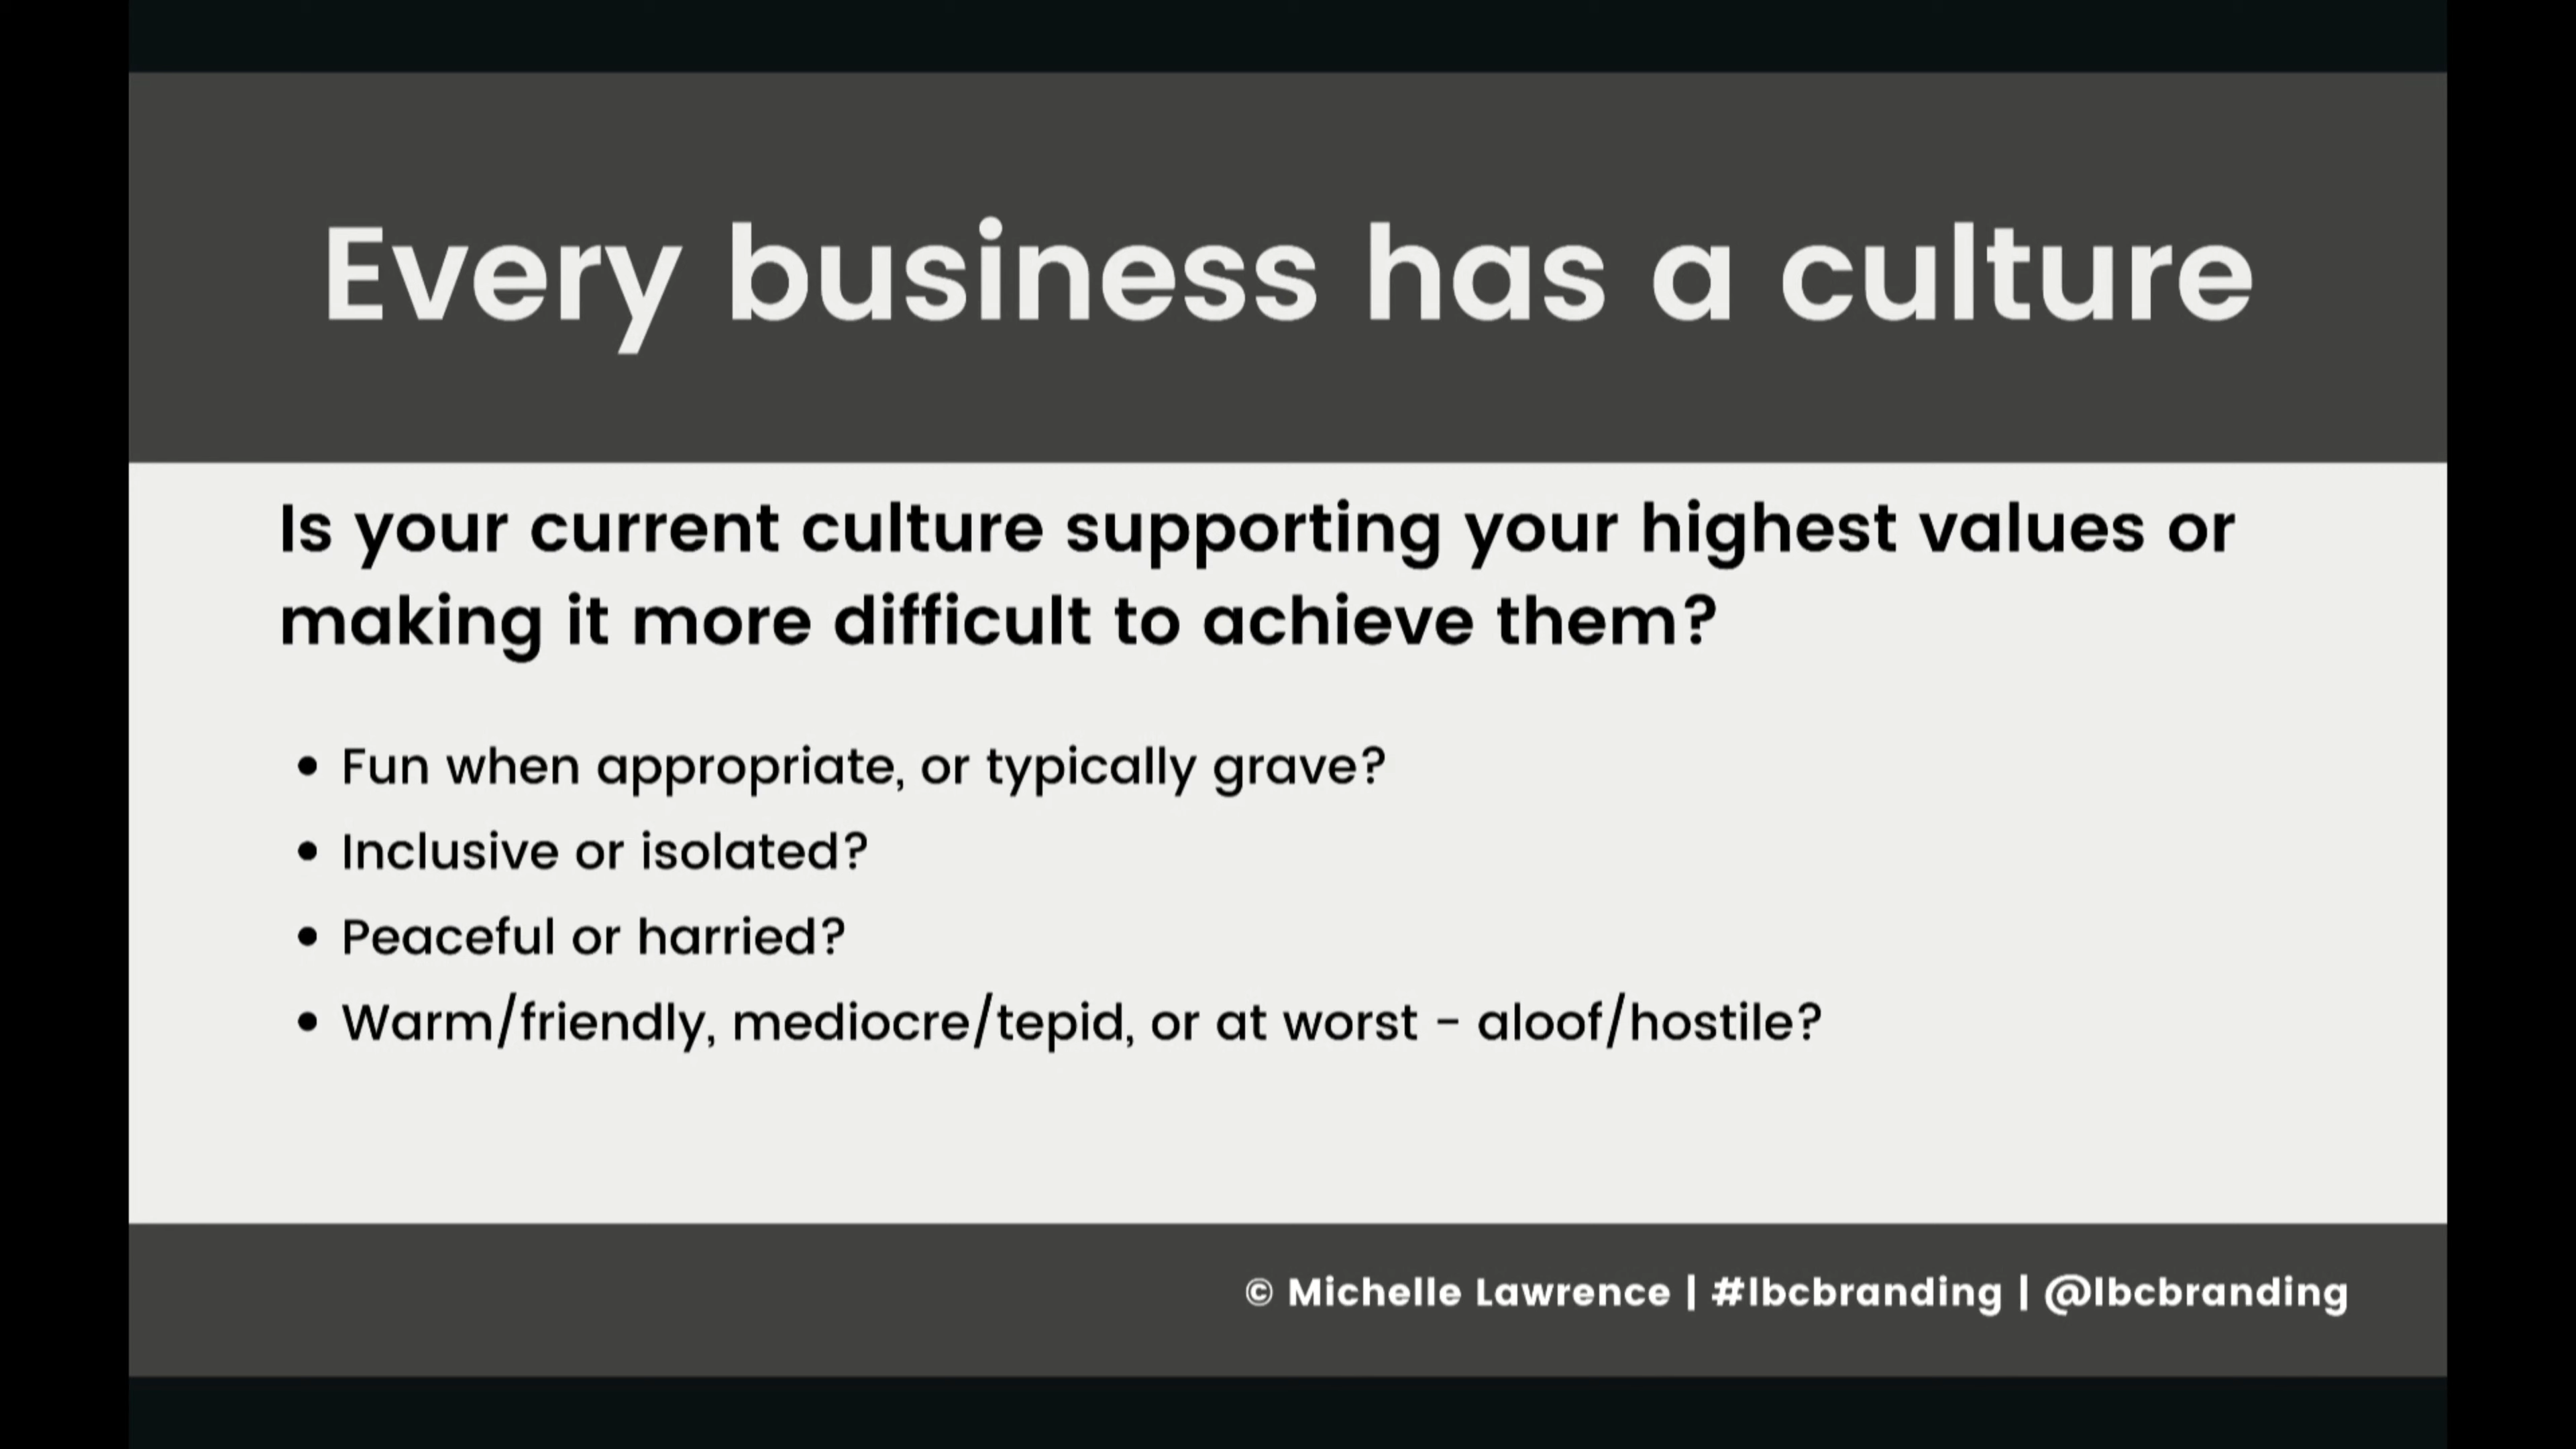 Every business has a culture
Is your current culture supporting your highest values or
making it more difficult to achieve them?
• Fun when appropriate, or typically grave?
• Inclusive or isolated?
• Peaceful or harried?
• Warm/friendly, mediocre/tepid, or at worst - aloof/hostile?
© Michelle Lawrence | #lbcbranding | @lbcbranding